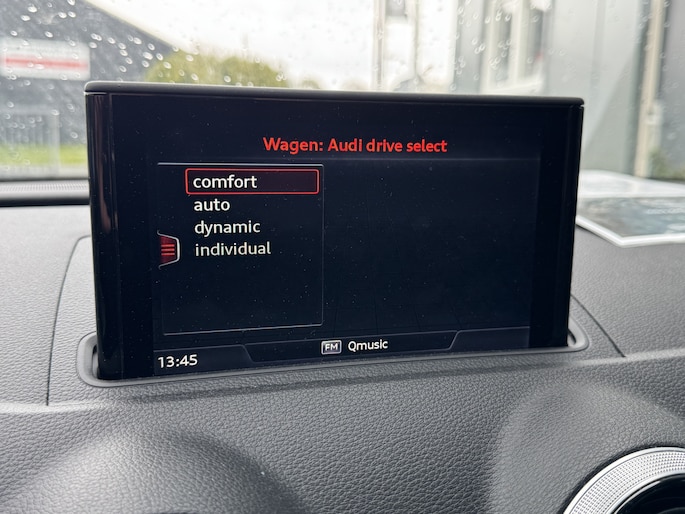 Wagen: Audi drive select
comfort
auto
dynamic
individual
13:45
FM Qmusic